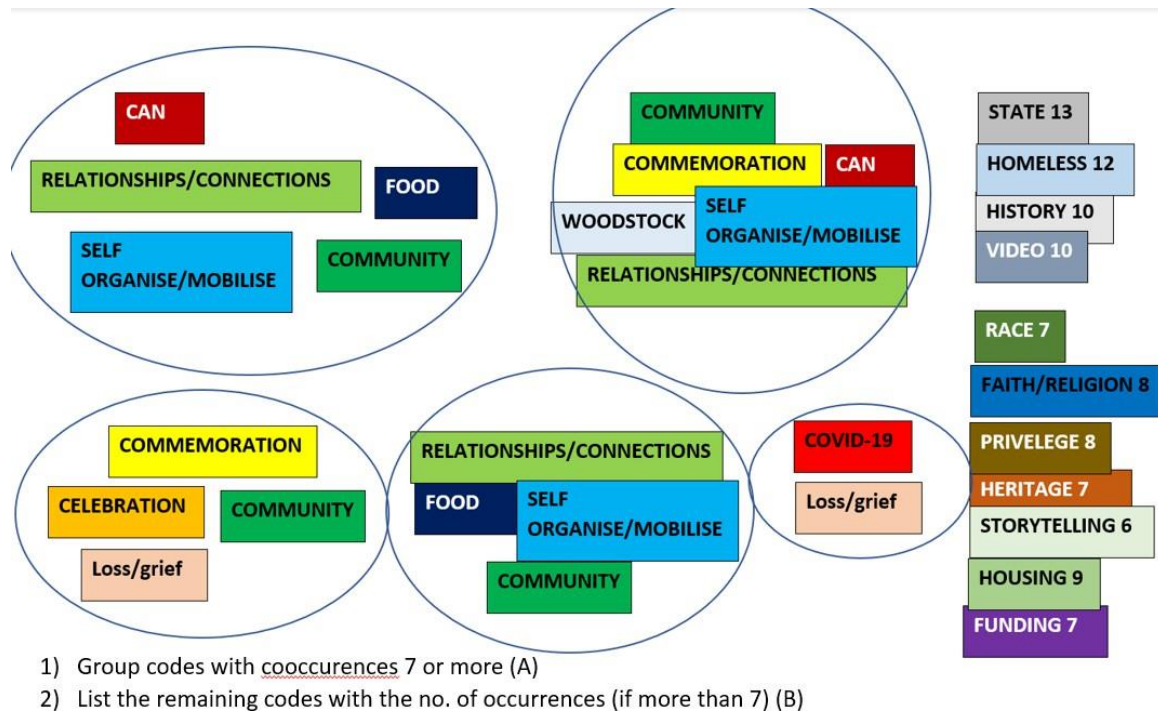 CAN
RELATIONSHIPS/CONNECTIONS
FOOD
SELF
ORGANISE/MOBILISE
COMMUNITY
COMMUNITY
COMMEMORATION
CAN
WOODSTOCK
SELF
ORGANISE/MOBILISE
RELATIONSHIPS/CONNECTIONS
COMMEMORATION
CELEBRATION
COMMUNITY
Loss/grief
RELATIONSHIPS/CONNECTIONS
FOOD
SELF
ORGANISE/MOBILISE
COMMUNITY
COVID-19
Loss/grief
STATE 13
HOMELESS 12
HISTORY 10
VIDEO 10
RACE 7
FAITH/RELIGION 8
PRIVELEGE 8
HERITAGE 7
STORYTELLING 6
HOUSING 9
FUNDING 7
1) Group codes with cooccurences 7 or more (A)
2) List the remaining codes with the no. of occurrences (if more than 7) (B)